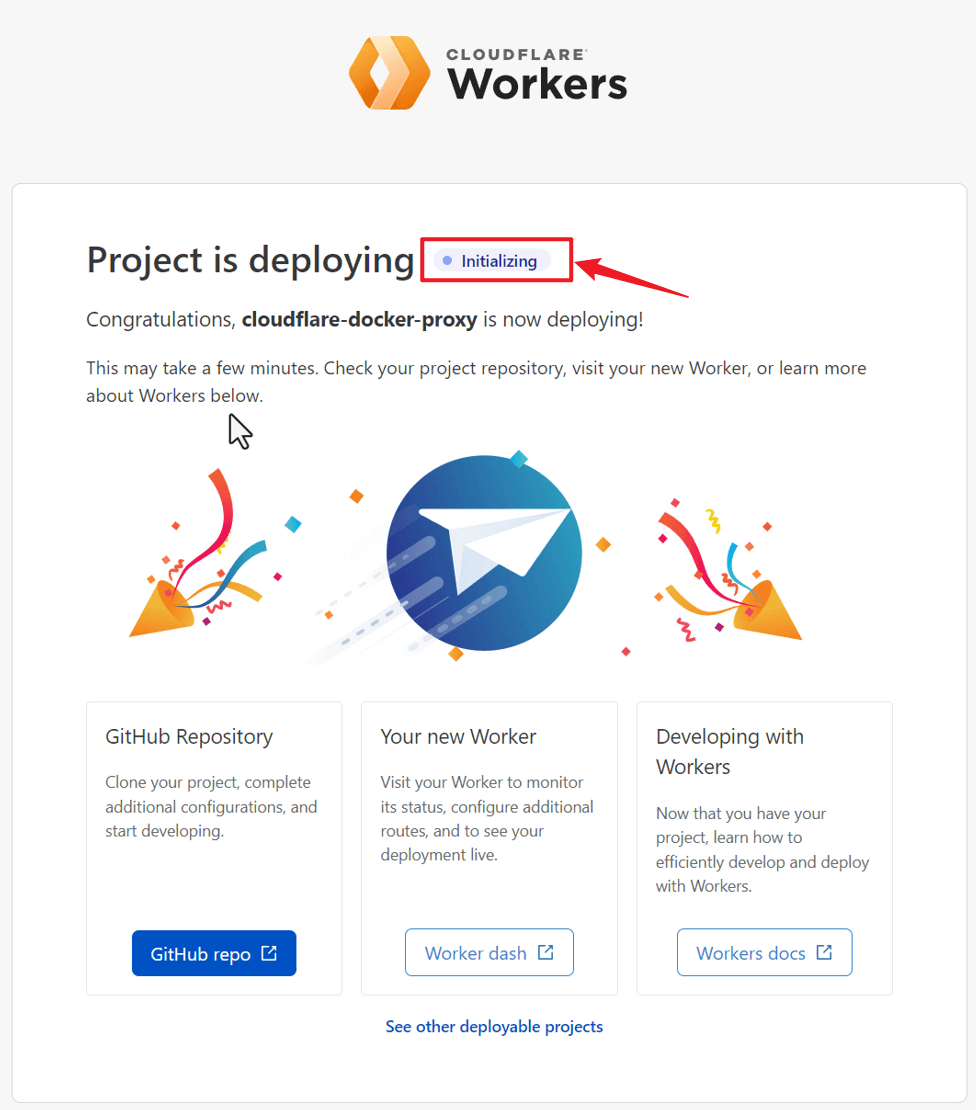 CLOUDFLARE
Workers
Project is deploying
Initializing
Congratulations, cloudflare-docker-proxy is now deploying!
This may take a few minutes. Check your project repository, visit your new Worker, or learn more
about Workers below.
GitHub Repository
Clone your project, complete
additional configurations, and
start developing.
GitHub repo
Your new Worker
Visit your Worker to monitor
its status, configure additional
routes, and to see your
deployment live.
Worker dash
Developing with
Workers
Now that you have your
project, learn how to
efficiently develop and deploy
with Workers.
Workers docs
See other deployable projects